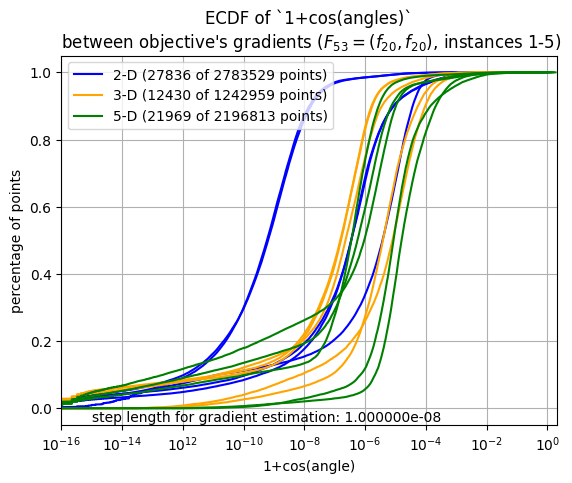 ECDF of `1+cos(angles)`
between objective's gradients (F53 = (f20, f20), instances 1-5)
1.0
0.8
0.6
0.4
0.2
0.0
percentage of points
2-D (27836 of 2783529 points)
3-D (12430 of 1242959 points)
5-D (21969 of 2196813 points)
step length for gradient estimation: 1.000000e-08
10^-16 10^-14 10^-12 10^-10 10^-8 10^-6 10^-4 10^-2 10^0
1+cos(angle)